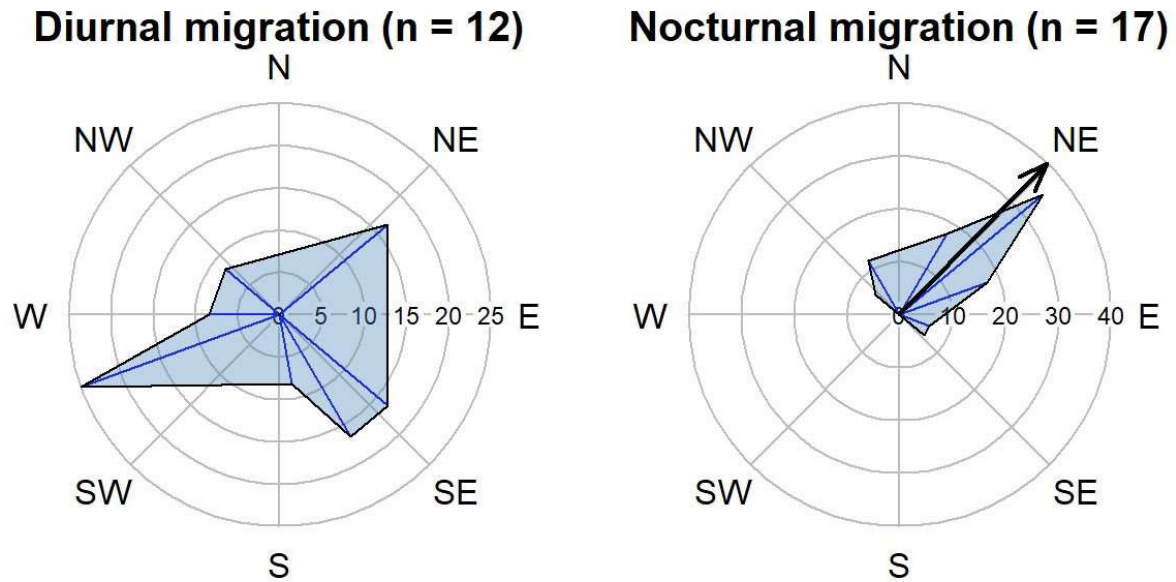 Diurnal migration (n = 12)
N
NW NE
W 0 5 10 15 20 25 E
SW SE
S
Nocturnal migration (n = 17)
N
NW NE
W 0 10 20 30 40 E
SW SE
S